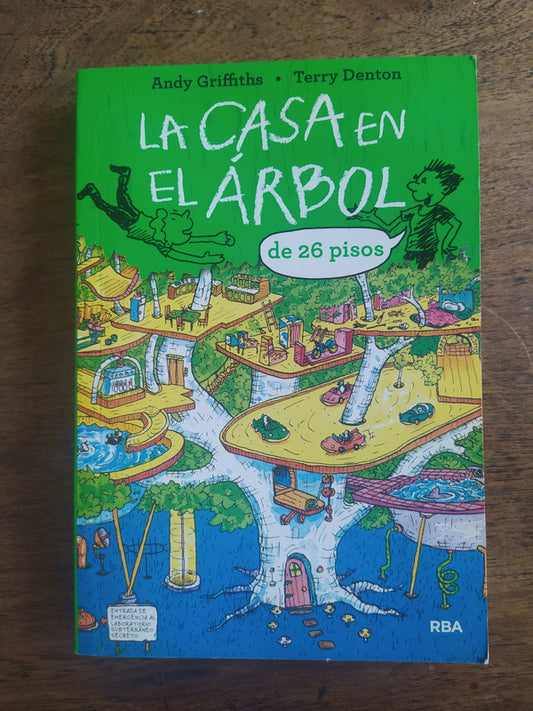 Andy Griffiths • Terry Denton
LA CASA EN
EL ÁRBOL
de 26 pisos
ENTRADA DE
EMERGENCIA AL
LABORATORIO
SUBTERRÁNEO
SECRETO
RBA